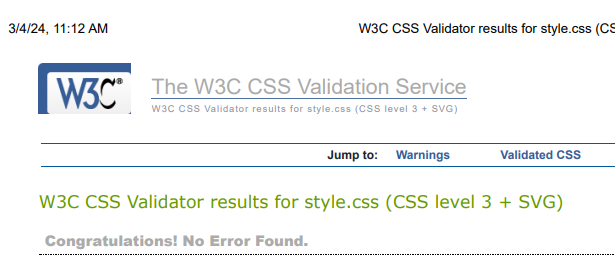 3/4/24, 11:12 AM W3C CSS Validator results for style.css (CS
W3C®
The W3C CSS Validation Service
W3C CSS Validator results for style.css (CSS level 3 + SVG)
Jump to: Warnings Validated CSS
W3C CSS Validator results for style.css (CSS level 3 + SVG)
Congratulations! No Error Found.